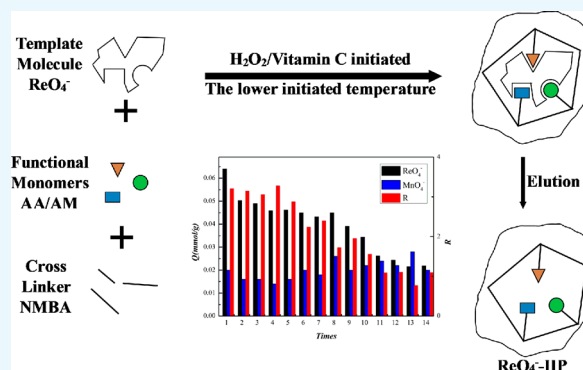 Template
Molecule
ReO₄⁻
+
Functional
Monomers
AA/AM
+
Cross
Linker
NMBA
H₂O₂/Vitamin C initiated
The lower initiated temperature
Elution
ReO₄⁻-IIP
Q(mmol/g)
0.06
0.05
0.04
0.03
0.02
0.01
0.00
ReO₄⁻
MnO₄⁻
R
4
2
0
R
1 2 3 4 5 6 7 8 9 10 11 12 13 14
Times